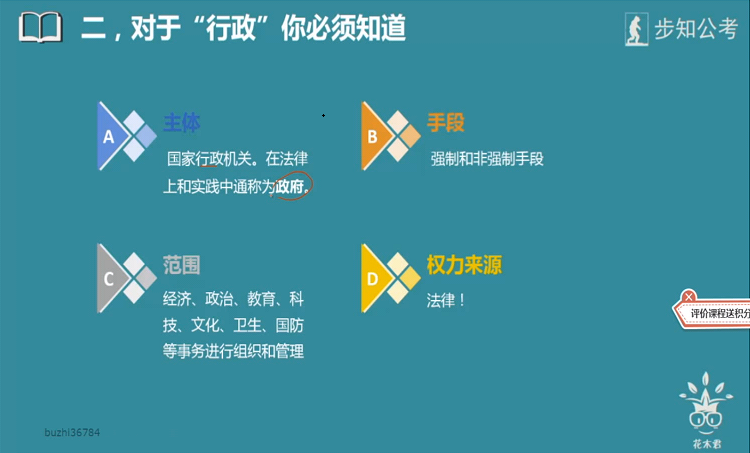 二，对于“行政”你必须知道
步知公考
A
主体
国家行政机关。在法律
上和实践中通称为政府。
B
手段
强制和非强制手段
C
范围
经济、政治、教育、科
技、文化、卫生、国防
等事务进行组织和管理
D
权力来源
法律！
评价课程送积分
buzhi36784
花木君